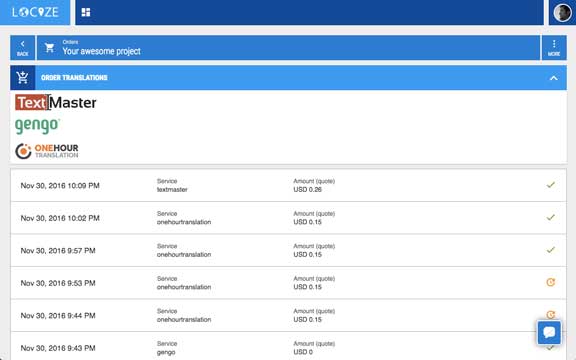 LOCIZE
BACK
Orders
Your awesome project
MORE
ORDER TRANSLATIONS
TextMaster
gengo
ONEHOUR
TRANSLATION
Nov 30, 2016 10:09 PM
Service
textmaster
Amount (quote)
USD 0.26
Nov 30, 2016 10:02 PM
Service
onehourtranslation
Amount (quote)
USD 0.15
Nov 30, 2016 9:57 PM
Service
onehourtranslation
Amount (quote)
USD 0.15
Nov 30, 2016 9:53 PM
Service
onehourtranslation
Amount (quote)
USD 0.15
Nov 30, 2016 9:44 PM
Service
onehourtranslation
Amount (quote)
USD 0.15
Nov 30, 2016 9:43 PM
Service
gengo
Amount (quote)
USD 0